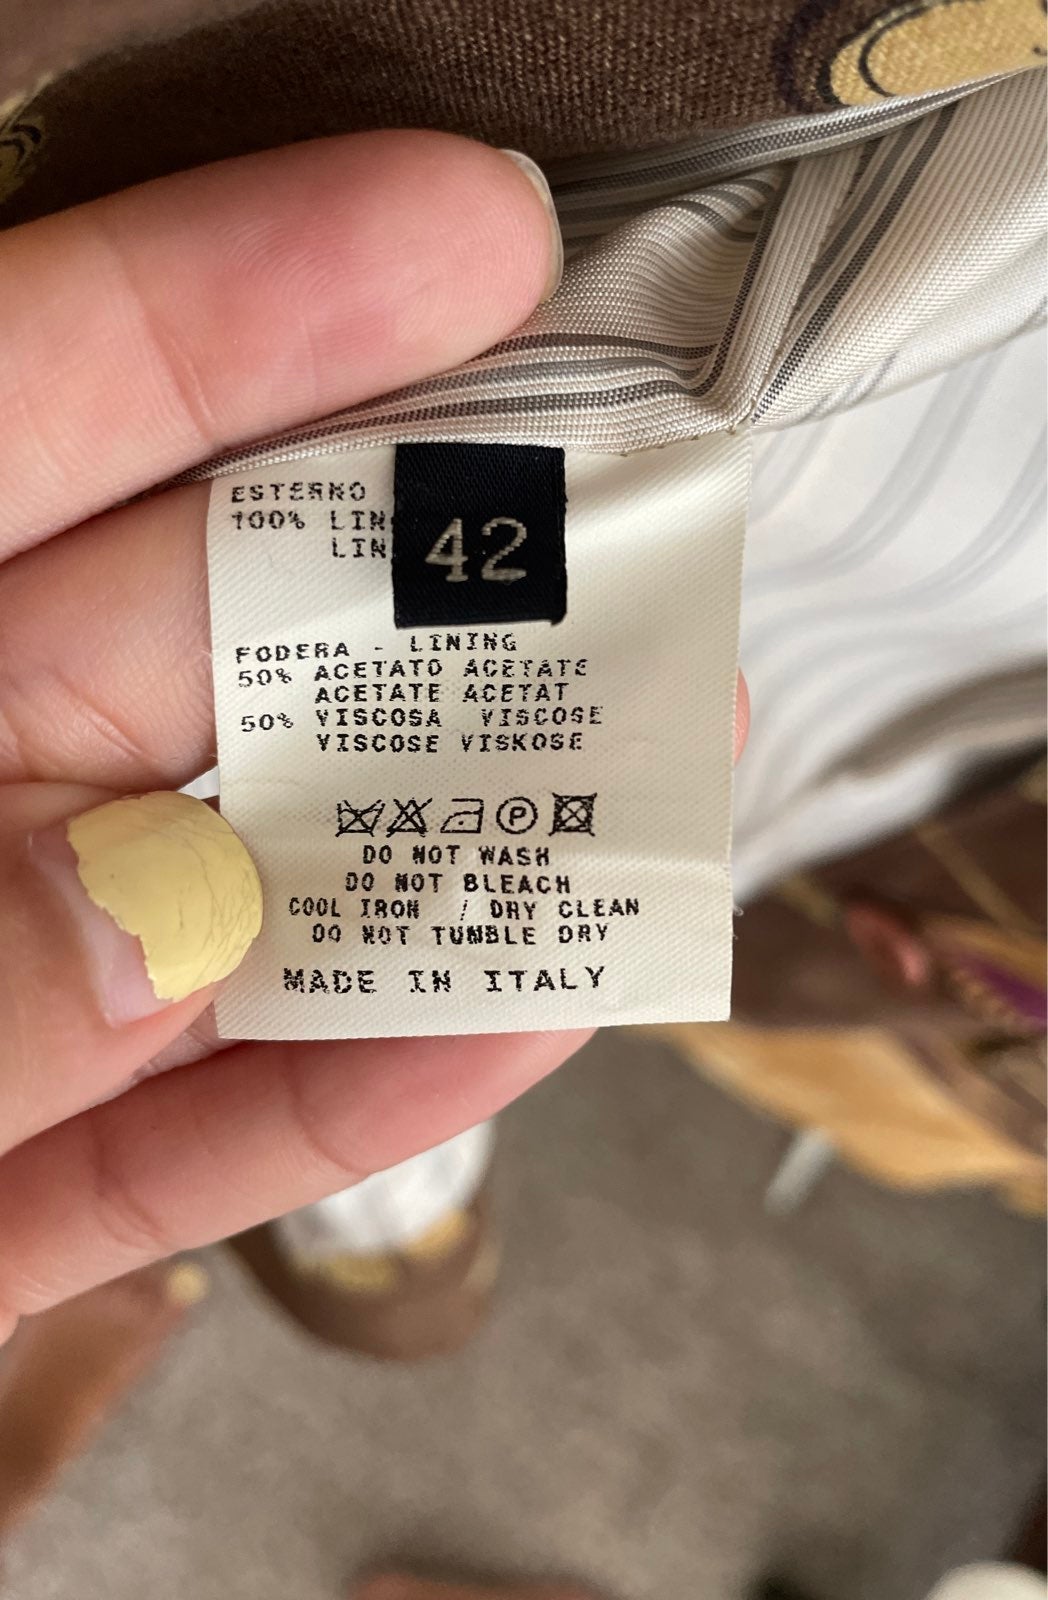 ESTERNO
100% LIN
LIN
42
FODERA - LINING
50% ACETATO ACETATE
ACETATE ACETAT
50% VISCOSA VISCOSE
VISCOSE VISKOSE
P
DO NOT WASH
DO NOT BLEACH
COOL IRON / DRY CLEAN
DO NOT TUMBLE DRY
MADE IN ITALY